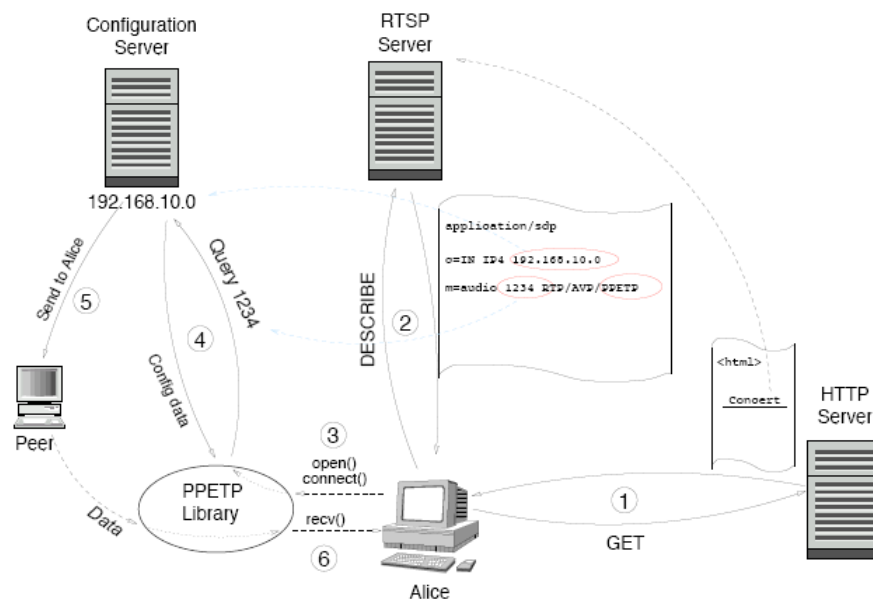 Configuration
Server
RTSP
Server
192.168.10.0
application/sdp
o=IN IP4 192.168.10.0
m=audio 1234 RTP/AVP/PPETP
Send to Alice
5
Query 1234
4
Config data
DESCRIBE
2
<html>
Concert
HTTP
Server
Peer
3
open()
connect()
PPETP
Library
recv()
6
Data
1
GET
Alice